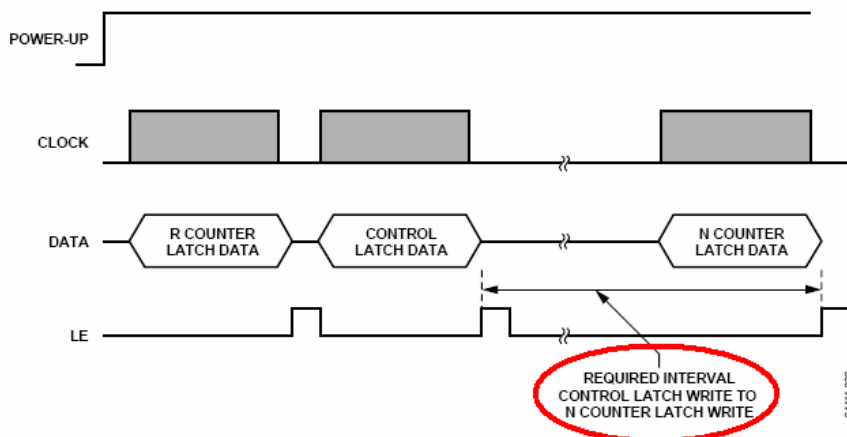 POWER-UP
CLOCK
DATA
R COUNTER
LATCH DATA
CONTROL
LATCH DATA
N COUNTER
LATCH DATA
LE
REQUIRED INTERVAL
CONTROL LATCH WRITE TO
N COUNTER LATCH WRITE